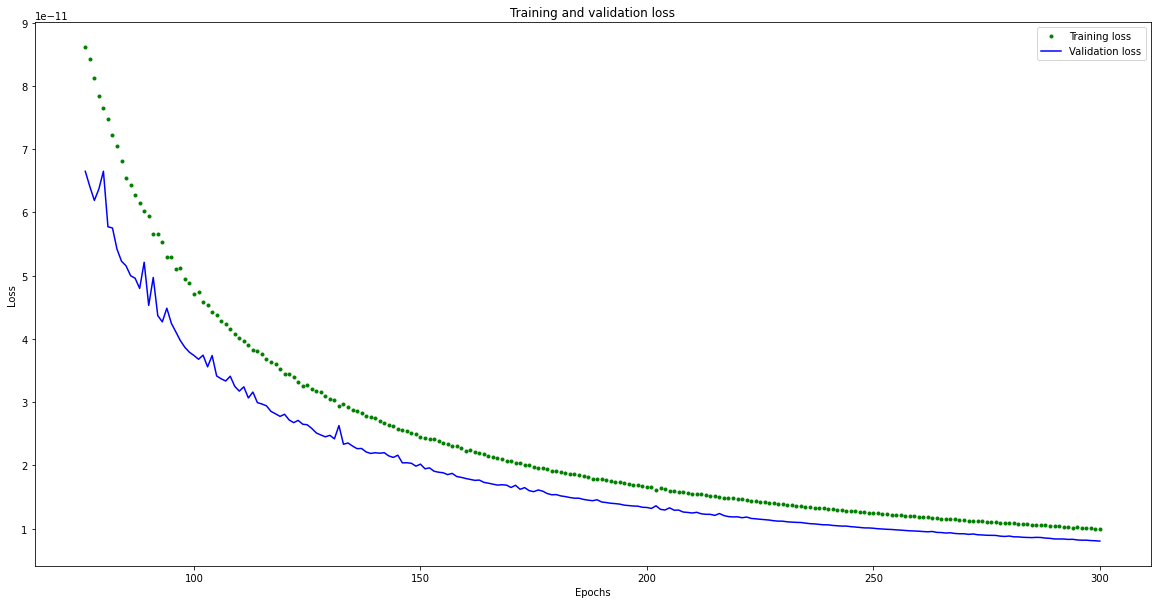 Training and validation loss
1e−11
Training loss
Validation loss
9
8
7
6
5
4
3
2
1
Loss
100
150
200
250
300
Epochs